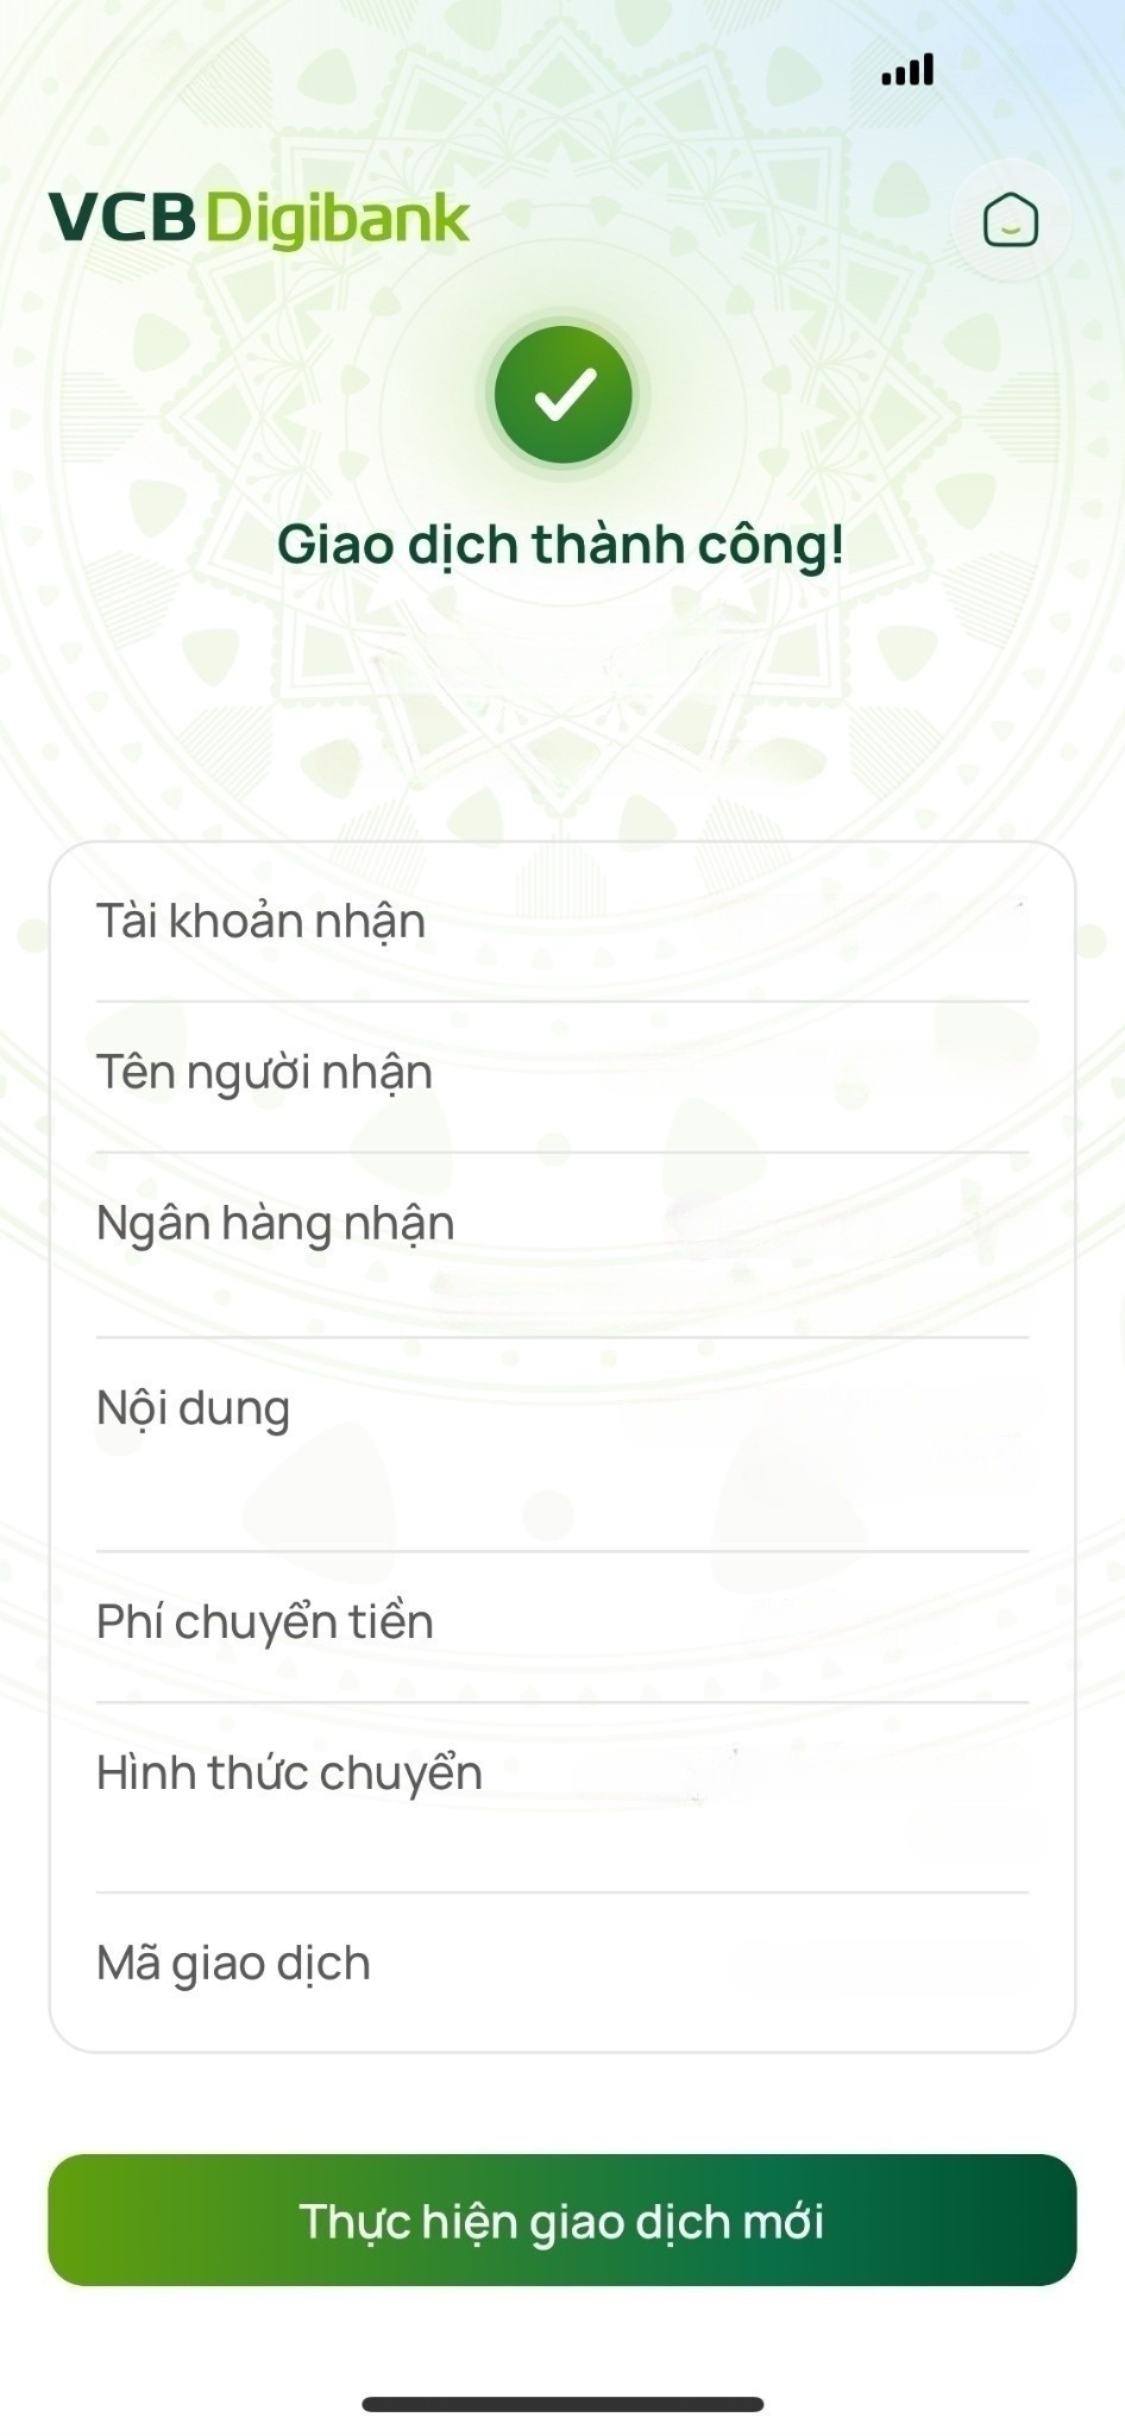 VCB Digibank
Giao dịch thành công!
Tài khoản nhận
Tên người nhận
Ngân hàng nhận
Nội dung
Phí chuyển tiền
Hình thức chuyển
Mã giao dịch
Thực hiện giao dịch mới